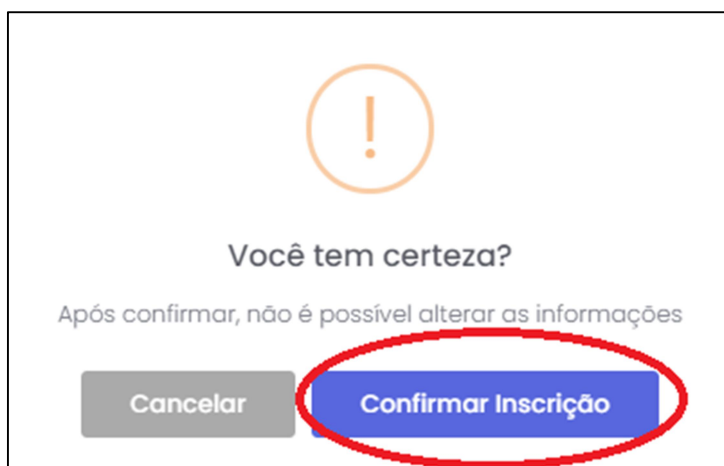 !
Você tem certeza?
Após confirmar, não é possível alterar as informações
Cancelar
Confirmar Inscrição